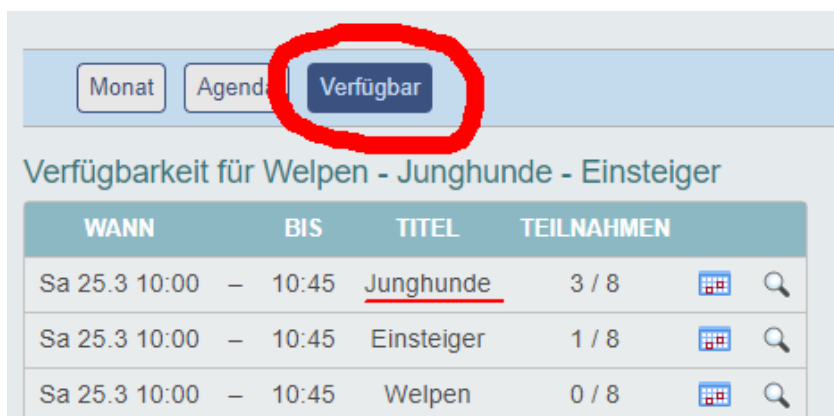 Monat Agenda Verfügbar
Verfügbarkeit für Welpen - Junghunde - Einsteiger
WANN BIS TITEL TEILNAHMEN
Sa 25.3 10:00 – 10:45 Junghunde 3 / 8
Sa 25.3 10:00 – 10:45 Einsteiger 1 / 8
Sa 25.3 10:00 – 10:45 Welpen 0 / 8